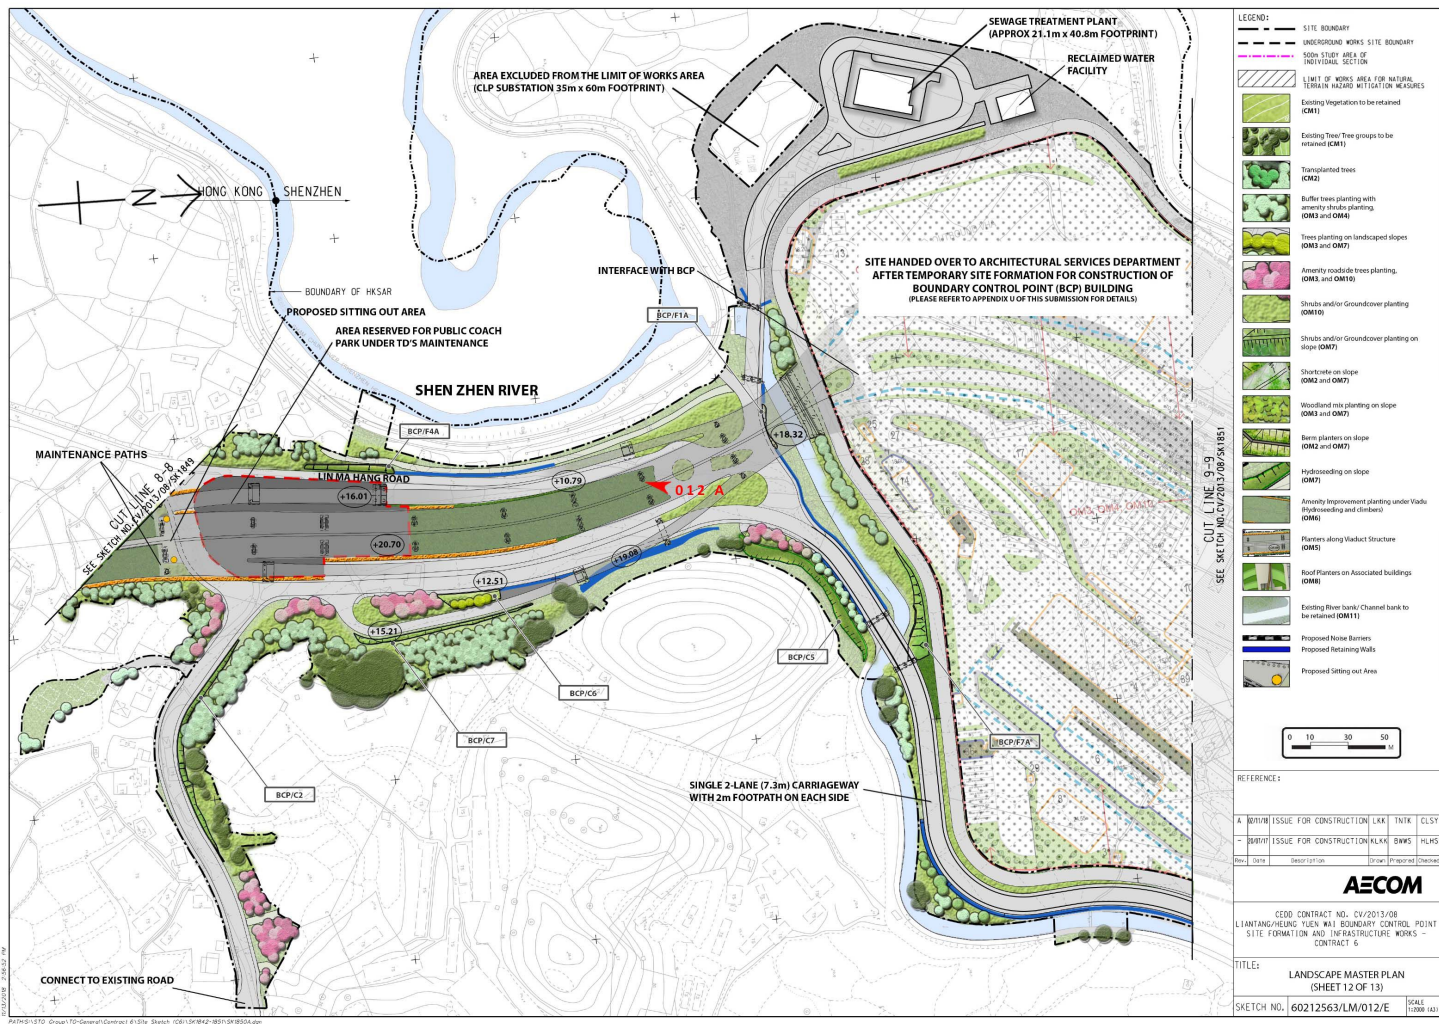 SEWAGE TREATMENT PLANT
(APPROX 21.1m x 40.8m FOOTPRINT)
RECLAIMED WATER
FACILITY
AREA EXCLUDED FROM THE LIMIT OF WORKS AREA
(CLP SUBSTATION 35m x 60m FOOTPRINT)
N
HONG KONG
SHENZHEN
BOUNDARY OF HKSAR
INTERFACE WITH BCP
SITE HANDED OVER TO ARCHITECTURAL SERVICES DEPARTMENT
AFTER TEMPORARY SITE FORMATION FOR CONSTRUCTION OF
BOUNDARY CONTROL POINT (BCP) BUILDING
(PLEASE REFER TO APPENDIX U OF THIS SUBMISSION FOR DETAILS)
PROPOSED SITTING OUT AREA
AREA RESERVED FOR PUBLIC COACH
PARK UNDER TD'S MAINTENANCE
BCP/F1A
SHEN ZHEN RIVER
BCP/F4A
MAINTENANCE PATHS
CUT LINE 8-8
SEE SKETCH NO.CV/2013/08/SK1849
LIN MA HANG ROAD
+16.01
+10.79
+18.32
012 A
+20.70
+19.08
+12.51
+15.21
OM3, OM4, OM10
CUT LINE 9-9
SEE SKETCH NO.CV/2013/08/SK1851
BCP/C5
BCP/C6
BCP/C7
BCP/F7A
BCP/C2
SINGLE 2-LANE (7.3m) CARRIAGEWAY
WITH 2m FOOTPATH ON EACH SIDE
CONNECT TO EXISTING ROAD
LEGEND:
SITE BOUNDARY
UNDERGROUND WORKS SITE BOUNDARY
500m STUDY AREA OF
INDIVIDAUL SECTION
LIMIT OF WORKS AREA FOR NATURAL
TERRAIN HAZARD MITIGATION MEASURES
Existing Vegetation to be retained
(CM1)
Existing Tree/ Tree groups to be
retained (CM1)
Transplanted trees
(CM2)
Buffer trees planting with
amenity shrubs planting,
(OM3 and OM4)
Trees planting on landscaped slopes
(OM3 and OM7)
Amenity roadside trees planting,
(OM3, and OM10)
Shrubs and/or Groundcover planting
(OM10)
Shrubs and/or Groundcover planting on
slope (OM7)
Shortcrete on slope
(OM2 and OM7)
Woodland mix planting on slope
(OM3 and OM7)
Berm planters on slope
(OM2 and OM7)
Hydroseeding on slope
(OM7)
Amenity Improvement planting under Viadu
(Hydroseeding and climbers)
(OM6)
Planters along Viaduct Structure
(OM5)
Roof Planters on Associated buildings
(OM8)
Existing River bank/ Channel bank to
be retained (OM11)
Proposed Noise Barriers
Proposed Retaining Walls
Proposed Sitting out Area
0 10 30 50
M
REFERENCE:
A 02/11/18 ISSUE FOR CONSTRUCTION LKK TNTK CLSY
- ISSUE FOR CONSTRUCTION KLKK BWWS HLHS
Rev. Date Description Drawn Prepared Checked
AECOM
CEDD CONTRACT NO. CV/2013/08
LIANTANG/HEUNG YUEN WAI BOUNDARY CONTROL POINT
SITE FORMATION AND INFRASTRUCTURE WORKS -
CONTRACT 6
TITLE:
LANDSCAPE MASTER PLAN
(SHEET 12 OF 13)
SKETCH NO. 60212563/LM/012/E
SCALE
1:2000 (A3)